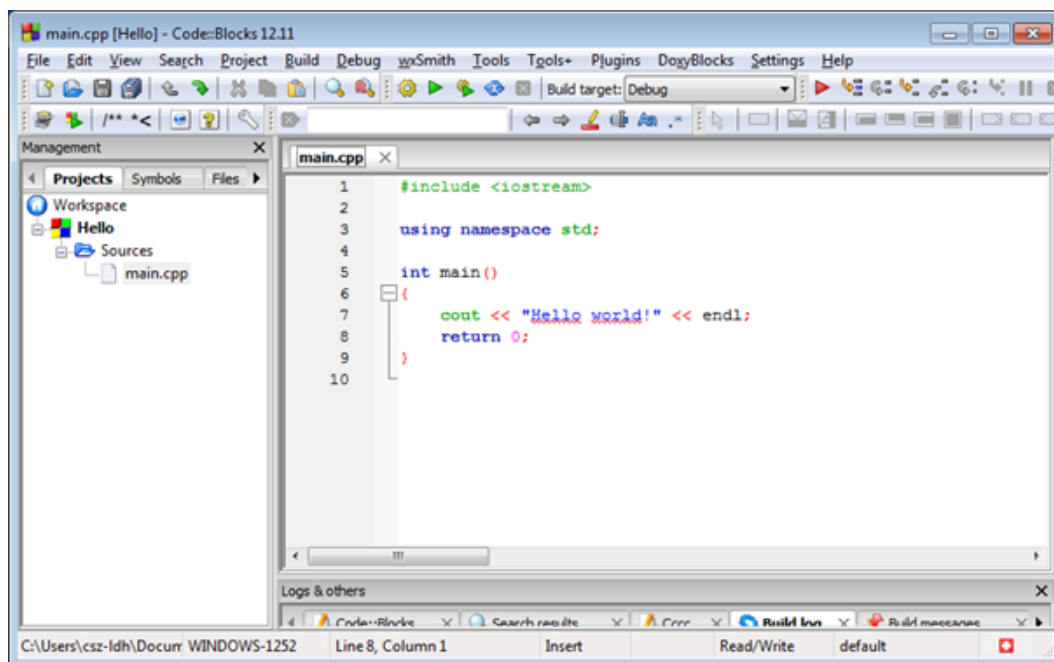 main.cpp [Hello] - Code::Blocks 12.11
File Edit View Search Project Build Debug wxSmith Tools Tools+ Plugins DoxyBlocks Settings Help
Build target: Debug
/** *<
Management
main.cpp
Projects Symbols Files
Workspace
Hello
Sources
main.cpp
1 #include <iostream>
2
3 using namespace std;
4
5 int main()
6 {
7 cout << "Hello world!" << endl;
8 return 0;
9 }
10
Logs & others
Code::Blocks Search results Cccc Build log Build messages
C:\Users\csz-ldh\Docum WINDOWS-1252 Line 8, Column 1 Insert Read/Write default